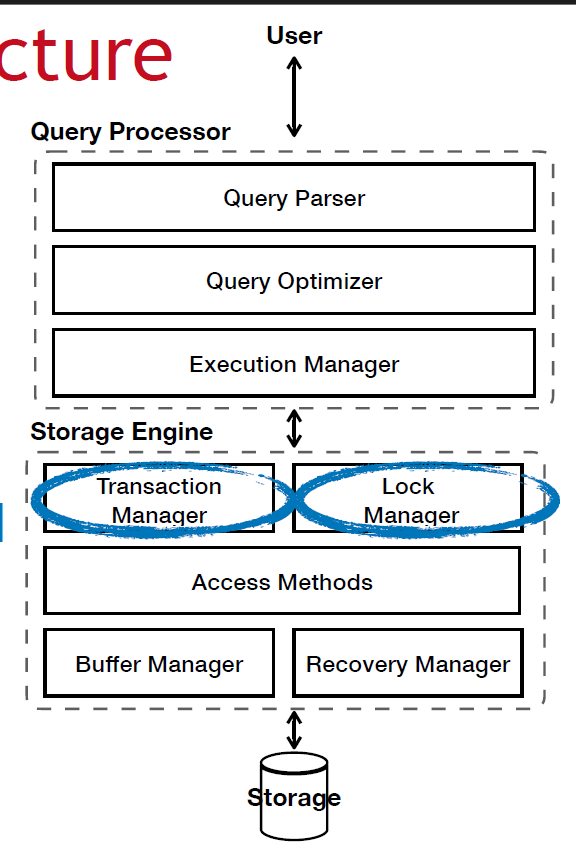 cture
User
Query Processor
Query Parser
Query Optimizer
Execution Manager
Storage Engine
Transaction
Manager
Lock
Manager
Access Methods
Buffer Manager
Recovery Manager
Storage